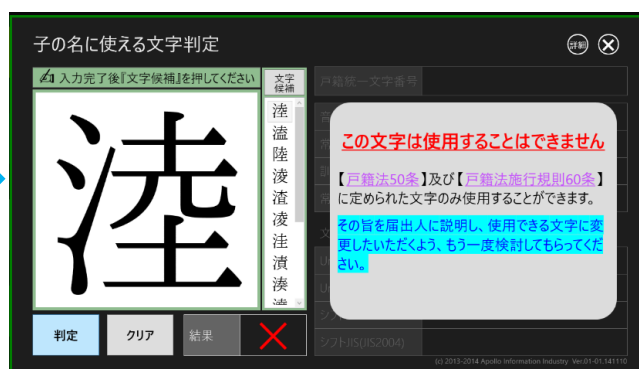 子の名に使える文字判定
詳細
入力完了後『文字候補』を押してください
文字
候補
戸籍統一文字番号
この文字は使用することはできません
【戸籍法50条】及び【戸籍法施行規則60条】
に定められた文字のみ使用することができます。
その旨を届出人に説明し、使用できる文字に変
更したいただくよう、もう一度検討してもらってくだ
さい。
陸
凌
渣
凌
洼
漬
湊
判定
クリア
結果
シフトJIS(JIS2004)
(c) 2013-2014 Apollo Information Industry Ver.01-01.141110